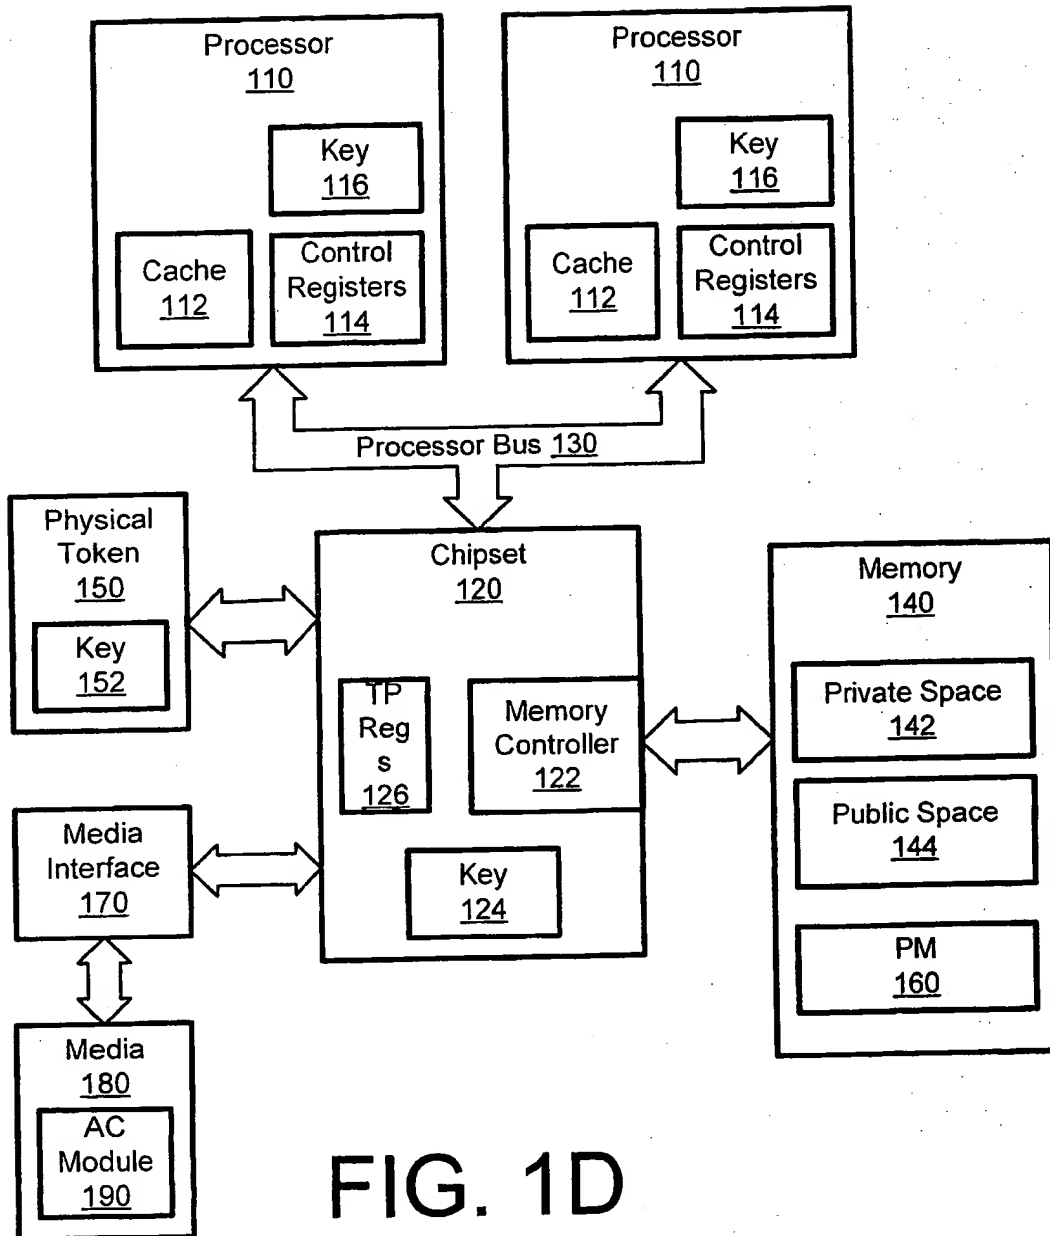 Processor
110
Key
116
Cache
112
Control
Registers
114
Processor
110
Key
116
Cache
112
Control
Registers
114
Processor Bus 130
Physical
Token
150
Key
152
Chipset
120
TP
Reg
s
126
Memory
Controller
122
Key
124
Memory
140
Private Space
142
Public Space
144
PM
160
Media
Interface
170
Media
180
AC
Module
190
FIG. 1D